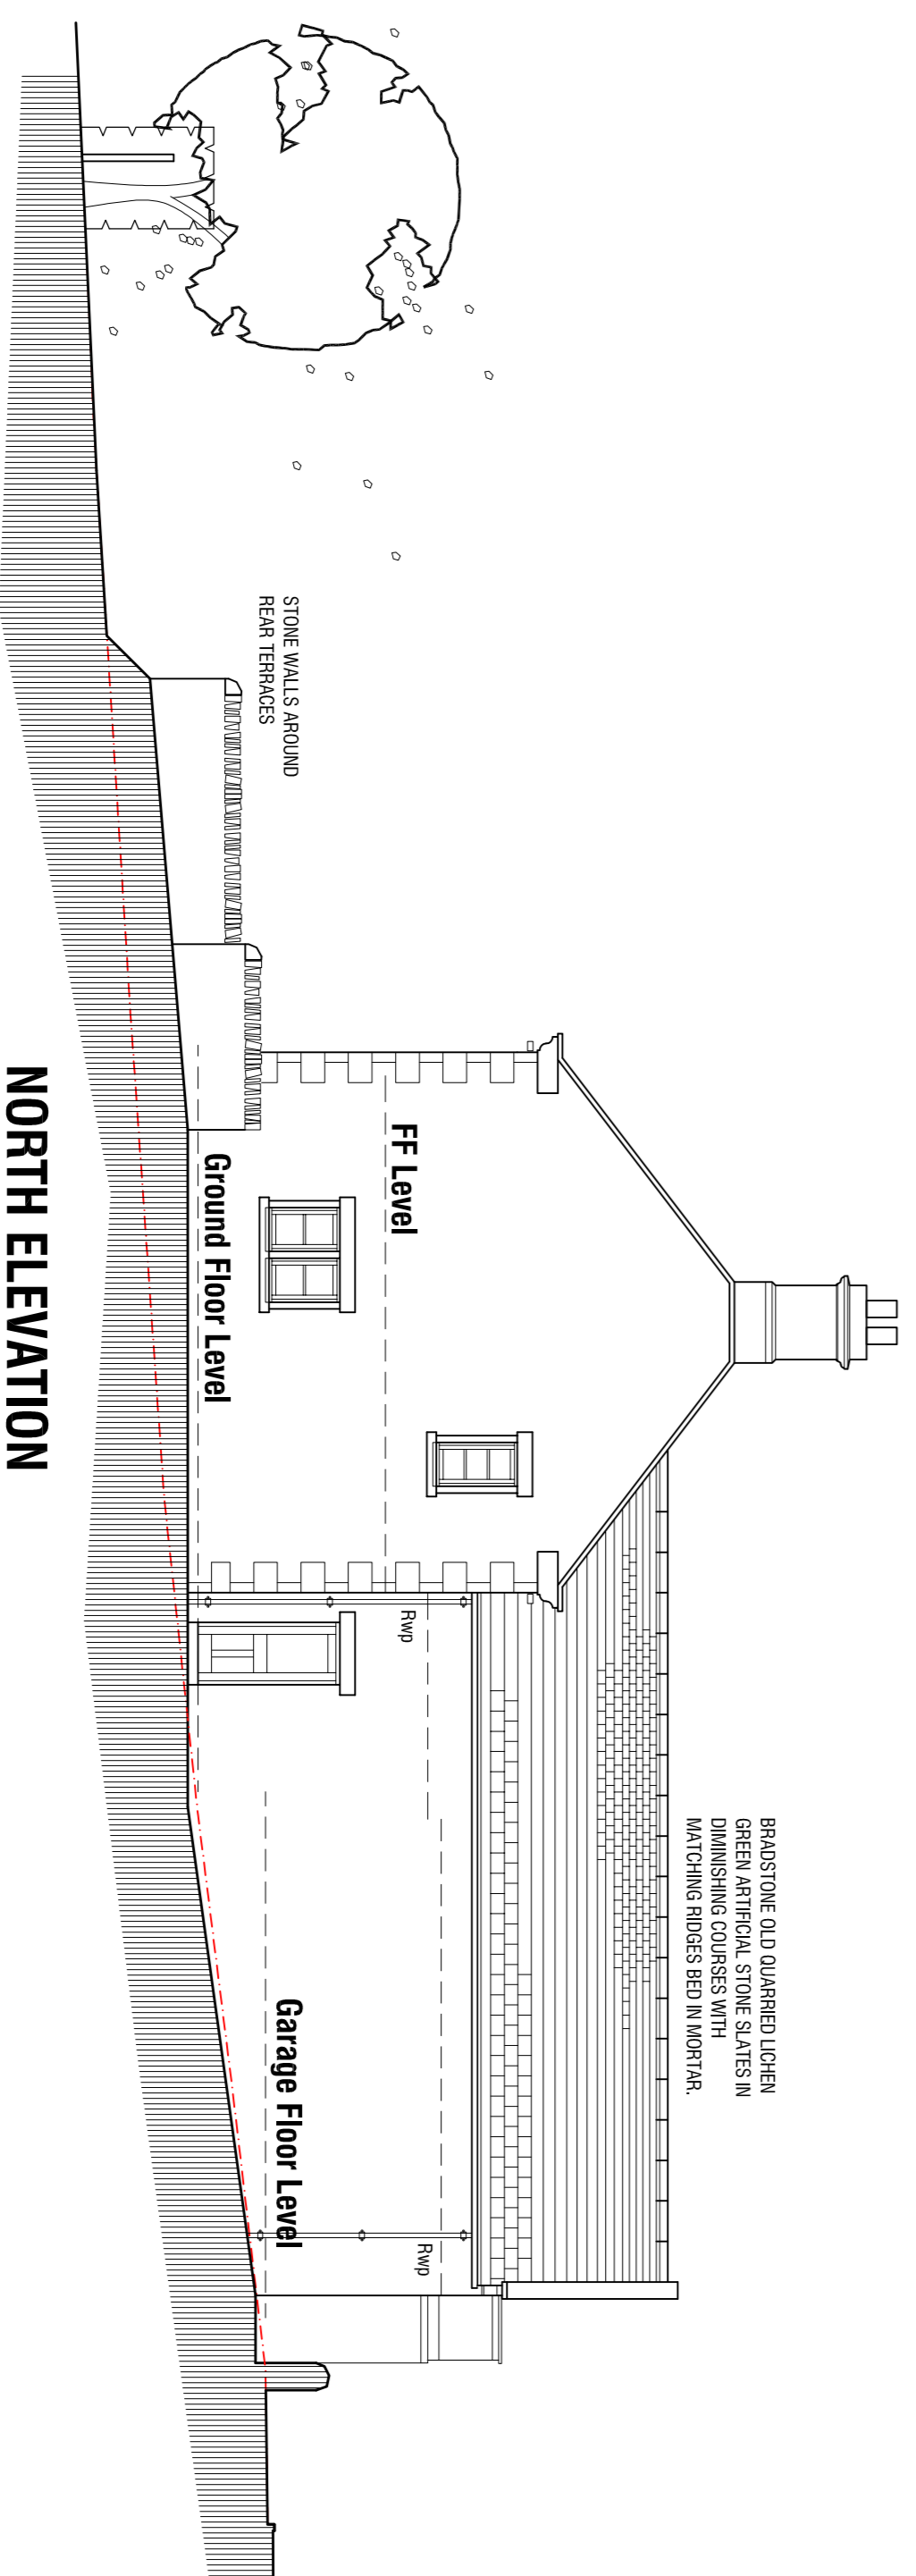 BRADSTONE OLD QUARRIED LICHEN
GREEN ARTIFICIAL STONE SLATES IN
DIMINISHING COURSES WITH
MATCHING RIDGES BED IN MORTAR.
STONE WALLS AROUND
REAR TERRACES
FF Level
Rwp
Rwp
Ground Floor Level
Garage Floor Level
NORTH ELEVATION